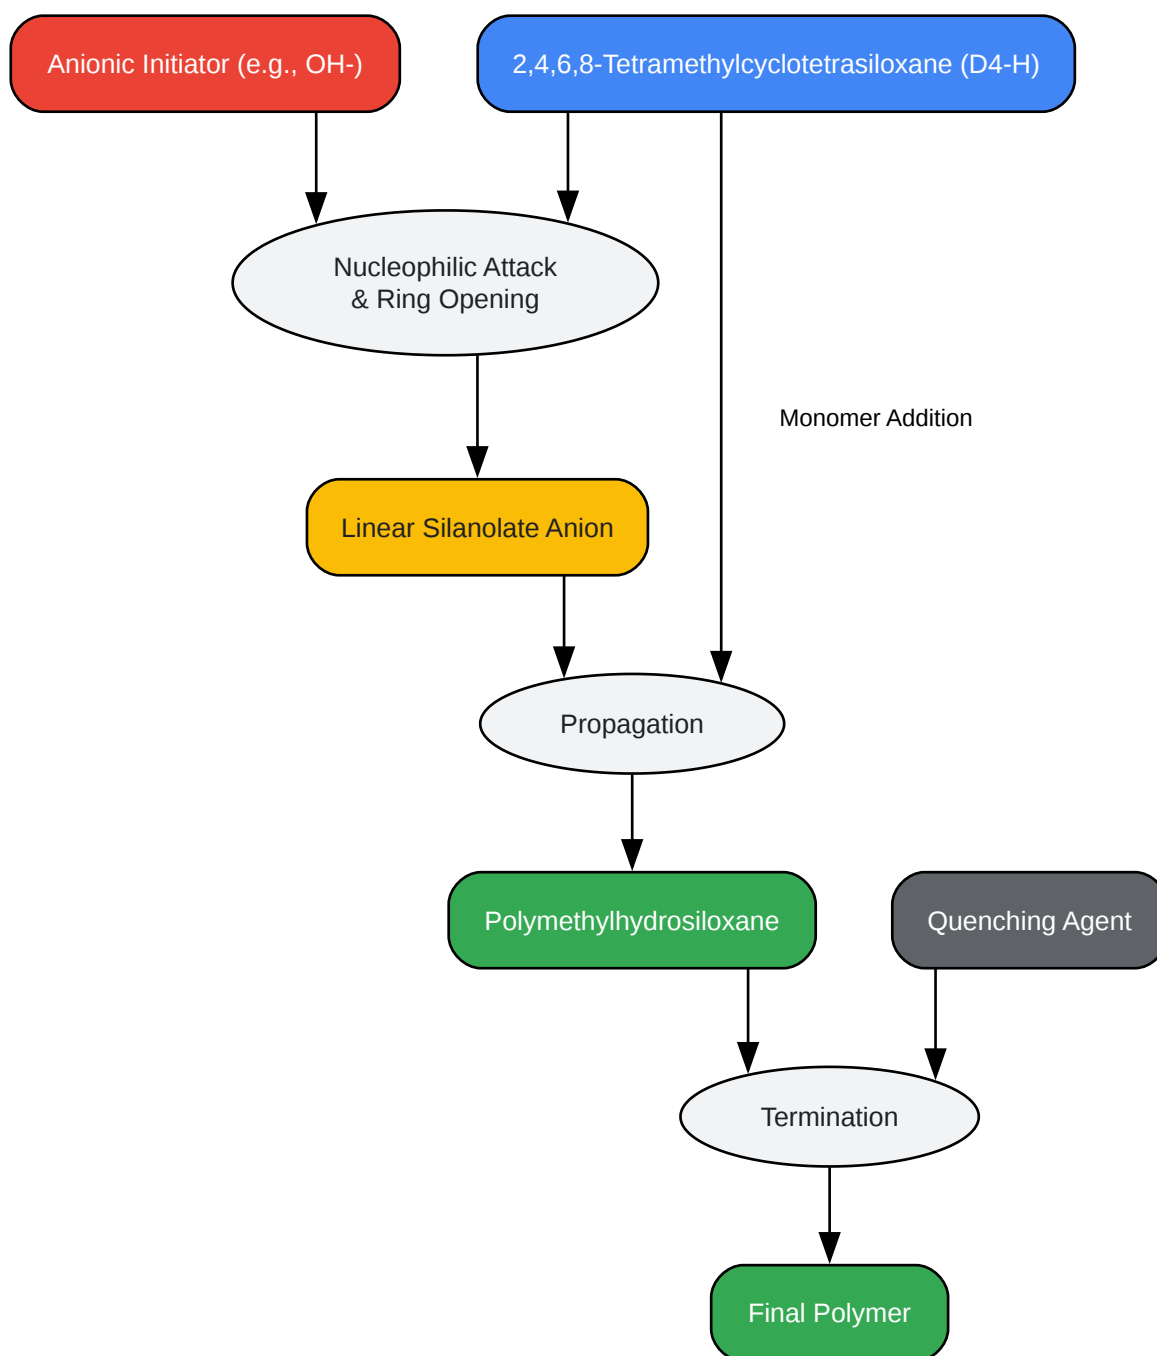 Anionic Initiator (e.g., OH-)
2,4,6,8-Tetramethylcyclotetrasiloxane (D4-H)
Nucleophilic Attack
& Ring Opening
Monomer Addition
Linear Silanolate Anion
Propagation
Polymethylhydrosiloxane
Quenching Agent
Termination
Final Polymer